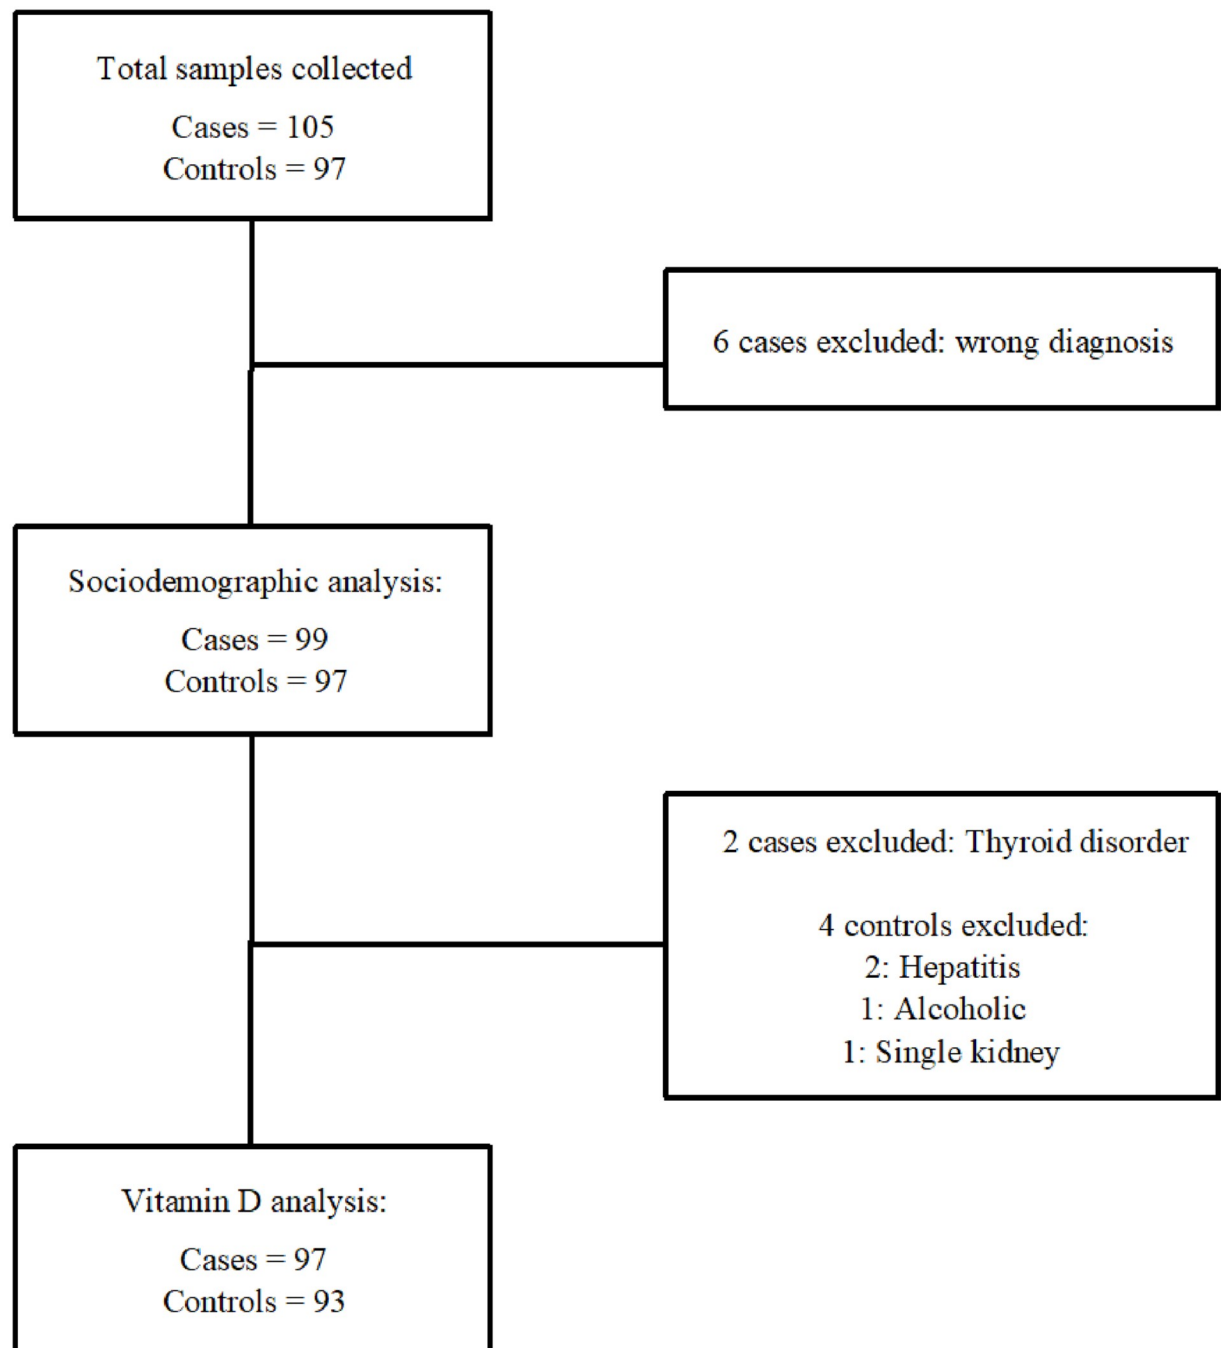 Total samples collected
Cases = 105
Controls = 97
6 cases excluded: wrong diagnosis
Sociodemographic analysis:
Cases = 99
Controls = 97
2 cases excluded: Thyroid disorder
4 controls excluded:
2: Hepatitis
1: Alcoholic
1: Single kidney
Vitamin D analysis:
Cases = 97
Controls = 93